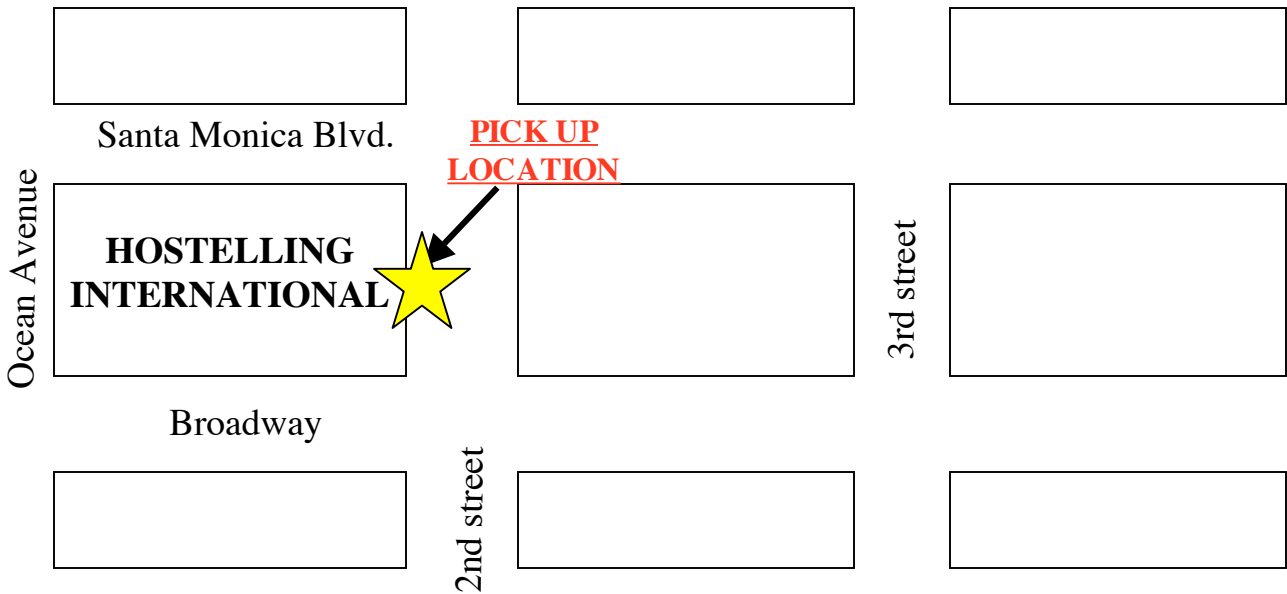 Santa Monica Blvd.
PICK UP
LOCATION
Ocean Avenue
HOSTELLING
INTERNATIONAL
3rd street
Broadway
2nd street